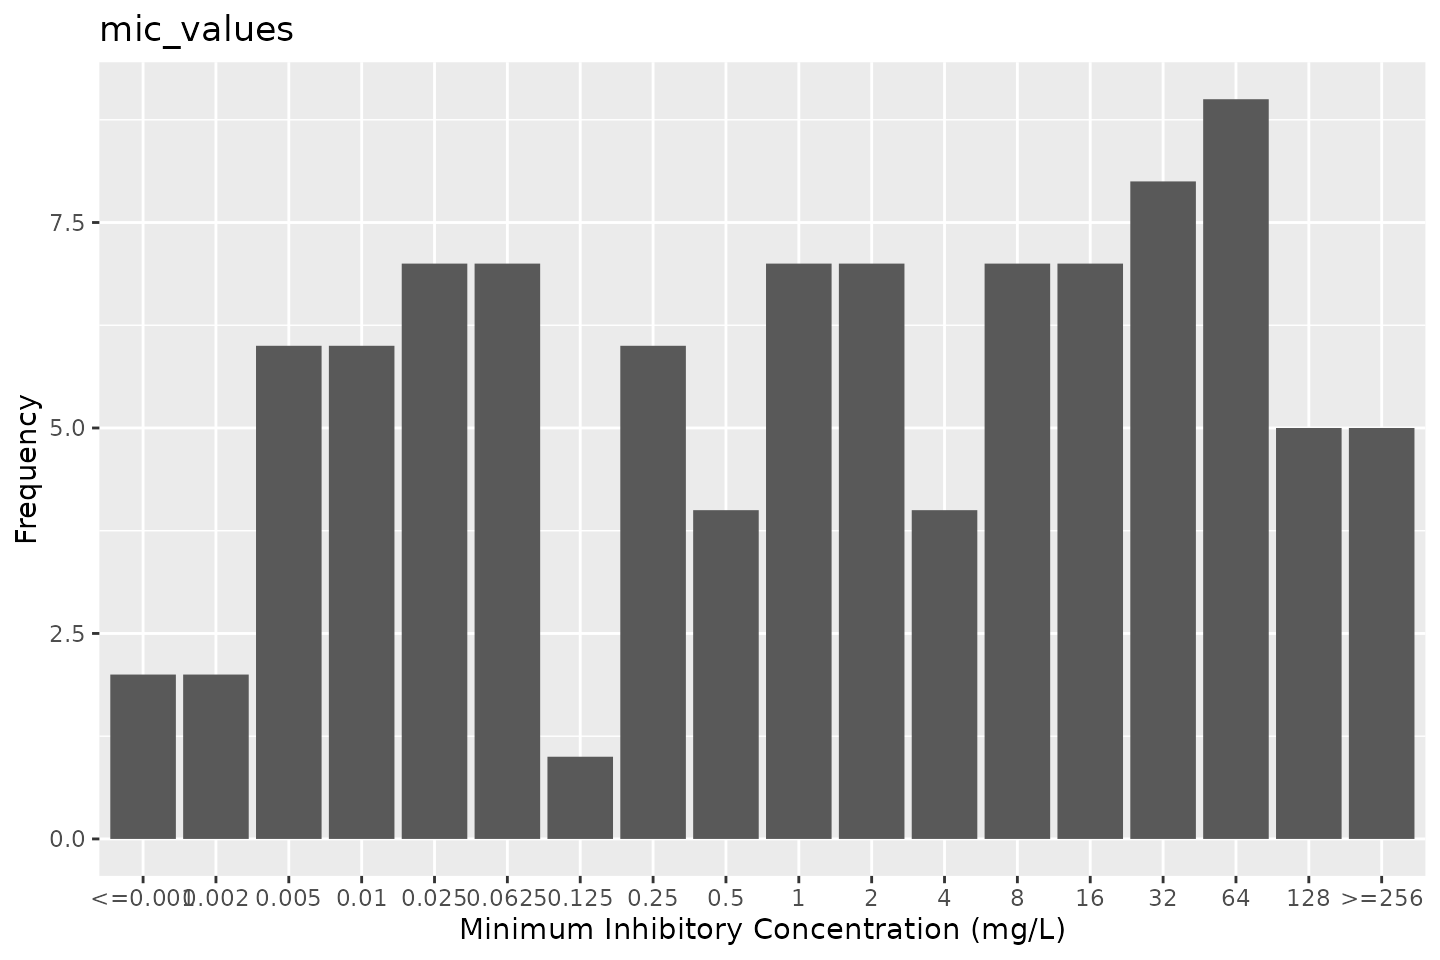 mic_values
7.5
5.0
2.5
0.0
Frequency
<=0.001 0.002 0.005 0.01 0.025 0.0625 0.125 0.25 0.5 1 2 4 8 16 32 64 128 >=256
Minimum Inhibitory Concentration (mg/L)